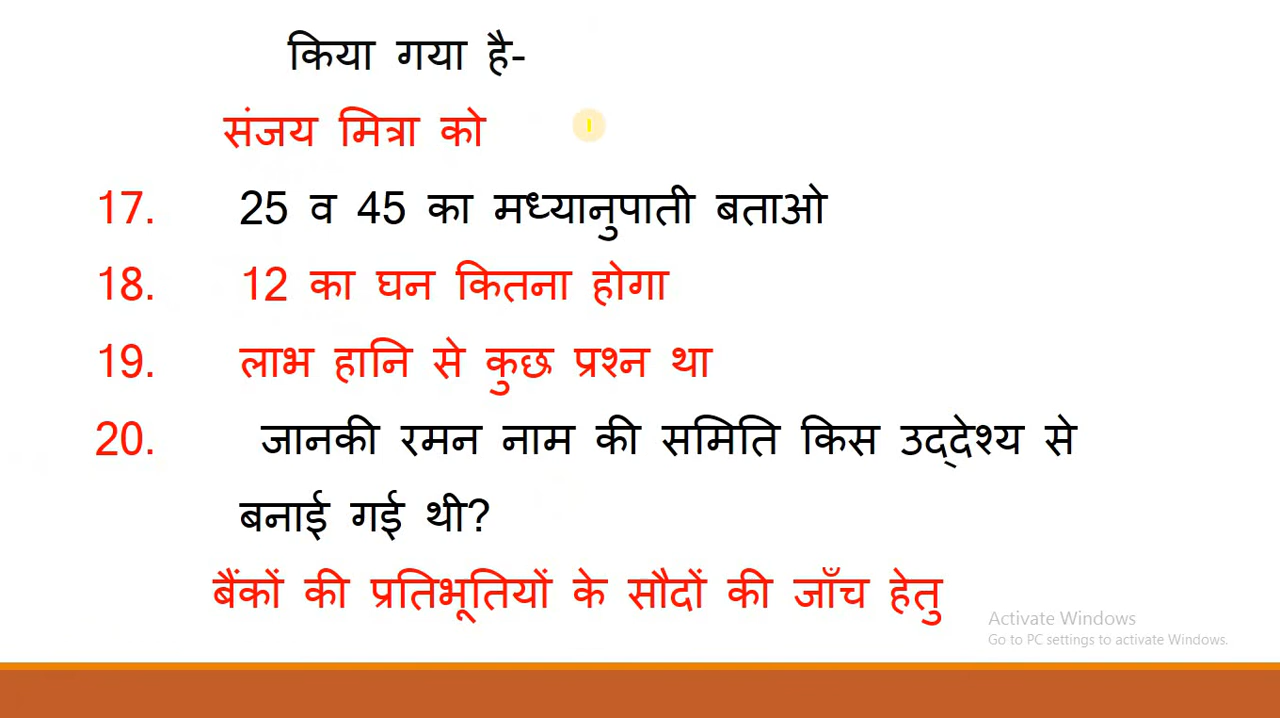 किया गया है-
संजय मित्रा को
17. 25 व 45 का मध्यानुपाती बताओ
18. 12 का घन कितना होगा
19. लाभ हानि से कुछ प्रश्न था
20. जानकी रमन नाम की समिति किस उद्देश्य से
बनाई गई थी?
बैंकों की प्रतिभूतियों के सौदों की जाँच हेतु
Activate Windows
Go to PC settings to activate Windows.